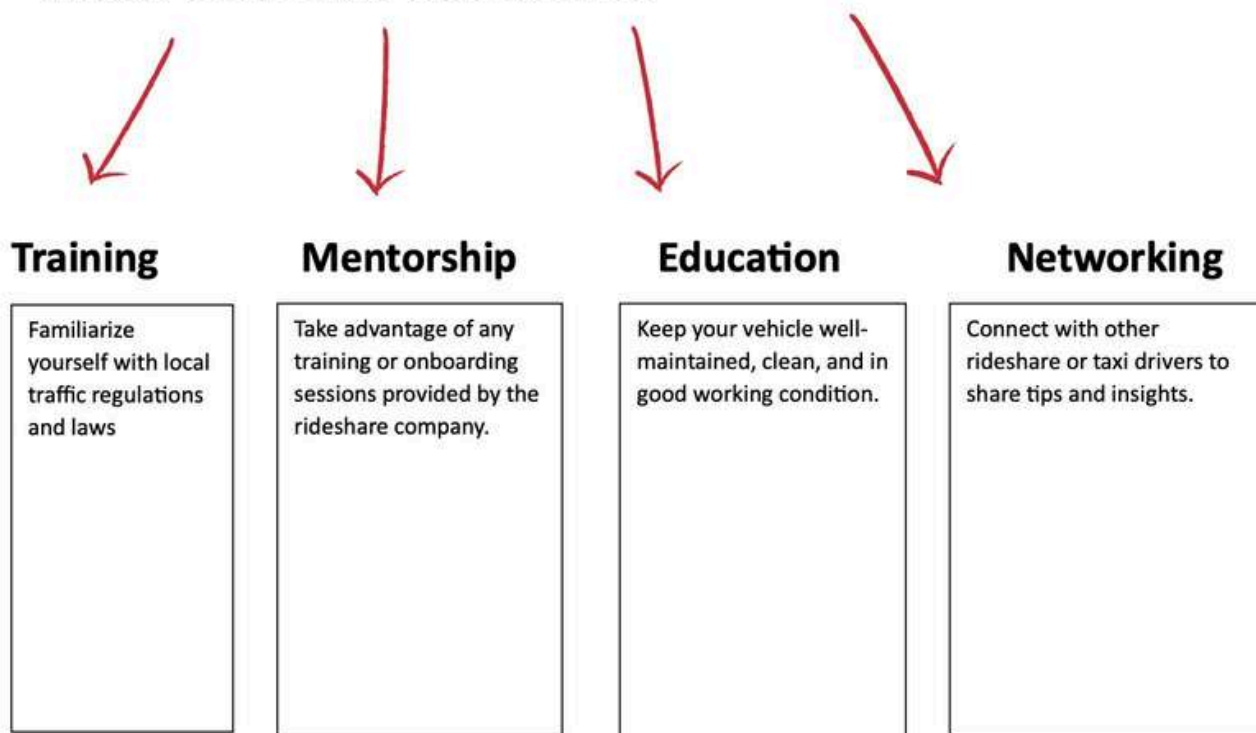 Training
Mentorship
Education
Networking
Familiarize
yourself with local
traffic regulations
and laws
Take advantage of any
training or onboarding
sessions provided by the
rideshare company.
Keep your vehicle well-
maintained, clean, and in
good working condition.
Connect with other
rideshare or taxi drivers to
share tips and insights.